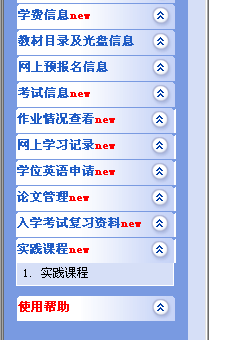 学费信息new
教材目录及光盘信息
网上预报名信息
考试信息new
作业情况查看new
网上学习记录new
学位英语申请new
论文管理new
入学考试复习资料new
实践课程new
1. 实践课程
使用帮助